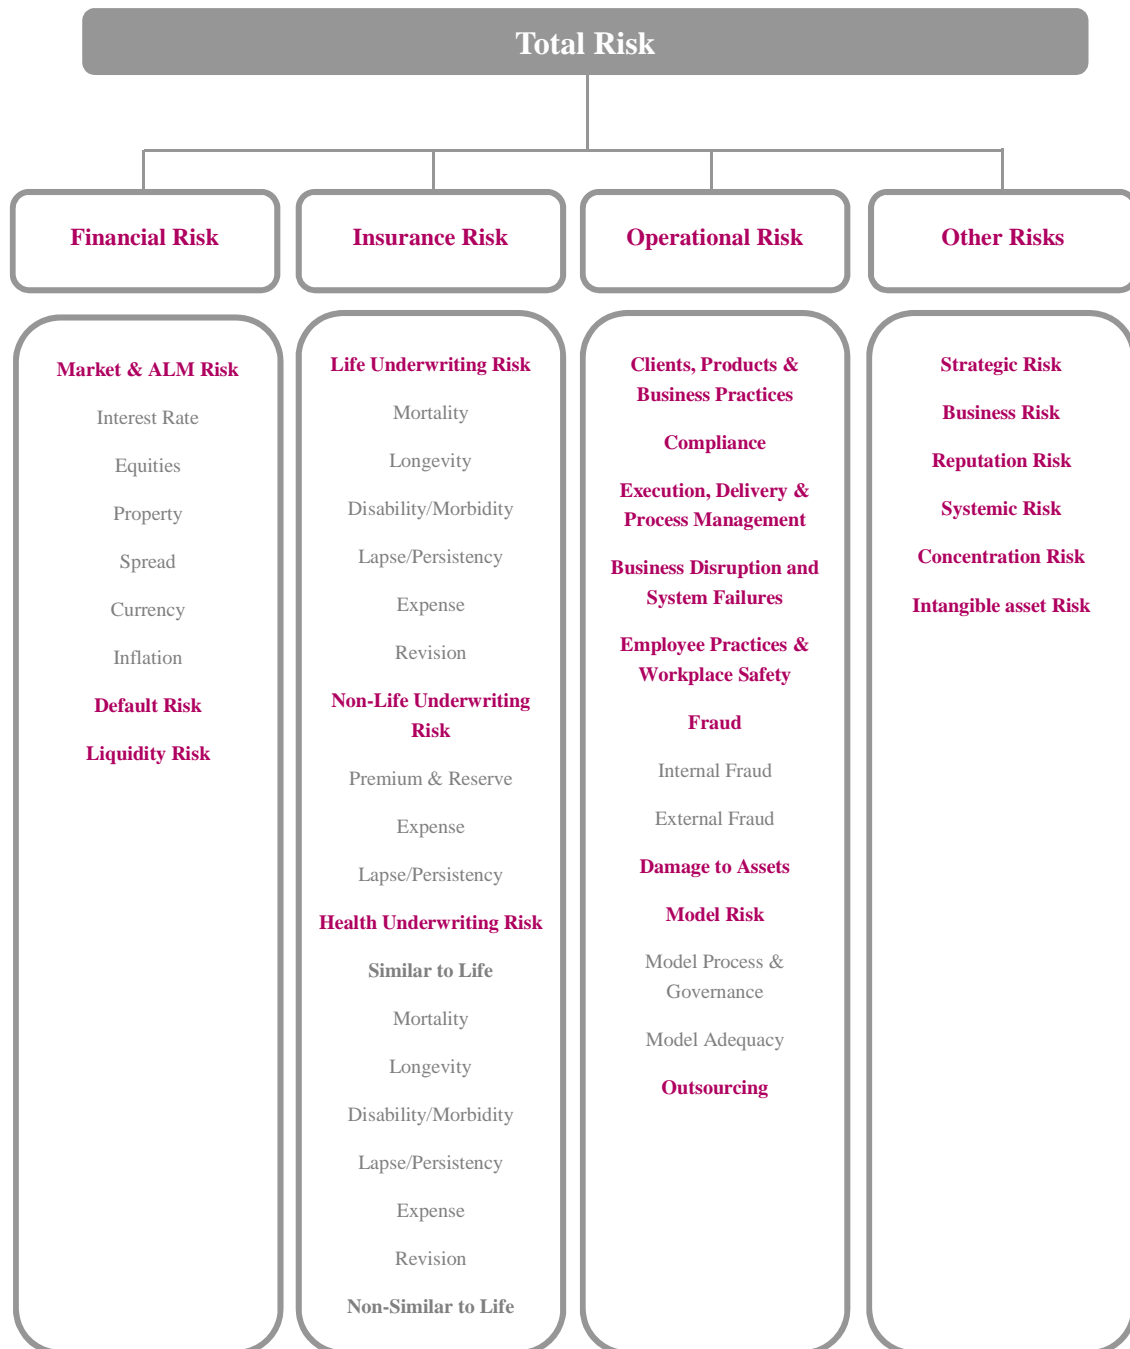 Total Risk
Financial Risk
Insurance Risk
Operational Risk
Other Risks
Market & ALM Risk
Interest Rate
Equities
Property
Spread
Currency
Inflation
Default Risk
Liquidity Risk
Life Underwriting Risk
Mortality
Longevity
Disability/Morbidity
Lapse/Persistency
Expense
Revision
Non-Life Underwriting
Risk
Premium & Reserve
Expense
Lapse/Persistency
Health Underwriting Risk
Similar to Life
Mortality
Longevity
Disability/Morbidity
Lapse/Persistency
Expense
Revision
Non-Similar to Life
Clients, Products &
Business Practices
Compliance
Execution, Delivery &
Process Management
Business Disruption and
System Failures
Employee Practices &
Workplace Safety
Fraud
Internal Fraud
External Fraud
Damage to Assets
Model Risk
Model Process &
Governance
Model Adequacy
Outsourcing
Strategic Risk
Business Risk
Reputation Risk
Systemic Risk
Concentration Risk
Intangible asset Risk